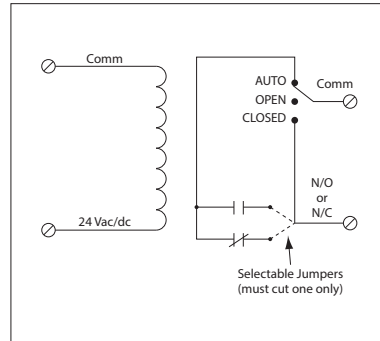 Comm
24 Vac/dc
AUTO
OPEN
CLOSED
Comm
N/O
or
N/C
Selectable Jumpers
(must cut one only)